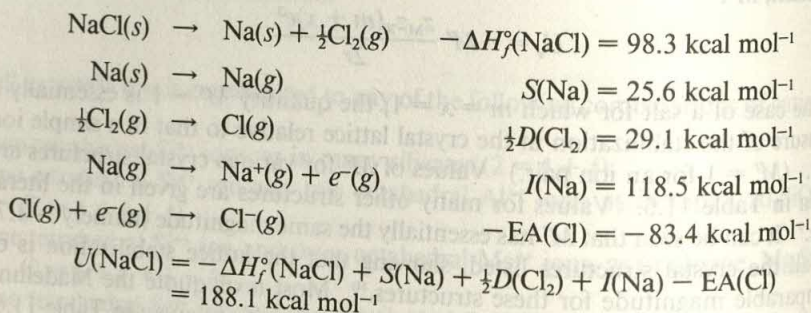 NaCl(s) → Na(s) + ½Cl₂(g) −ΔH°f(NaCl) = 98.3 kcal mol⁻¹
Na(s) → Na(g) S(Na) = 25.6 kcal mol⁻¹
½Cl₂(g) → Cl(g) ½D(Cl₂) = 29.1 kcal mol⁻¹
Na(g) → Na⁺(g) + e⁻(g) I(Na) = 118.5 kcal mol⁻¹
Cl(g) + e⁻(g) → Cl⁻(g) −EA(Cl) = −83.4 kcal mol⁻¹
U(NaCl) = −ΔH°f(NaCl) + S(Na) + ½D(Cl₂) + I(Na) − EA(Cl)
= 188.1 kcal mol⁻¹